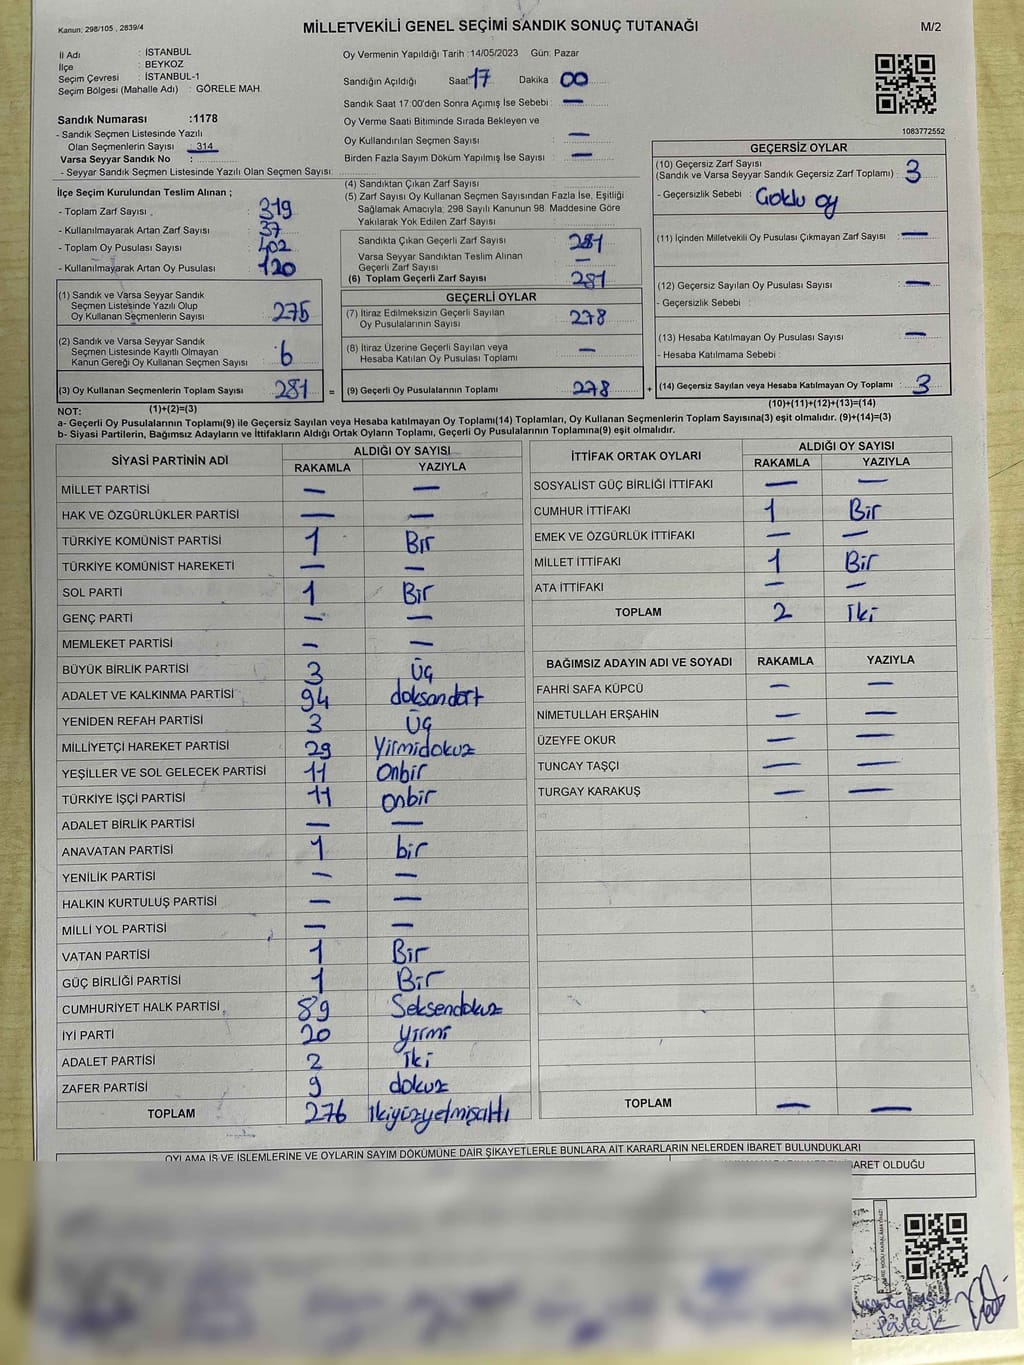 Kanun: 298/105 , 2839/4
MİLLETVEKİLİ GENEL SEÇİMİ SANDIK SONUÇ TUTANAĞI
M/2
İl Adı : İSTANBUL
İlçe : BEYKOZ
Seçim Çevresi : İSTANBUL-1
Seçim Bölgesi (Mahalle Adı) : GÖRELE MAH.
Sandık Numarası :1178
- Sandık Seçmen Listesinde Yazılı
Olan Seçmenlerin Sayısı : 314
Varsa Seyyar Sandık No :
- Seyyar Sandık Seçmen Listesinde Yazılı Olan Seçmen Sayısı:
Oy Vermenin Yapıldığı Tarih :14/05/2023 Gün: Pazar
Sandığın Açıldığı Saat 17 Dakika 00
Sandık Saat 17:00'den Sonra Açımış İse Sebebi : —
Oy Verme Saati Bitiminde Sırada Bekleyen ve
Oy Kullandırılan Seçmen Sayısı : —
Birden Fazla Sayım Döküm Yapılmış İse Sayısı : —
1083772552
İlçe Seçim Kurulundan Teslim Alınan ;
- Toplam Zarf Sayısı : 319
- Kullanılmayarak Artan Zarf Sayısı : 37
- Toplam Oy Pusulası Sayısı : 402
- Kullanılmayarak Artan Oy Pusulası : 120
(1) Sandık ve Varsa Seyyar Sandık
Seçmen Listesinde Yazılı Olup
Oy Kullanan Seçmenlerin Sayısı 275
(2) Sandık ve Varsa Seyyar Sandık
Seçmen Listesinde Kayıtlı Olmayan
Kanun Gereği Oy Kullanan Seçmen Sayısı 6
(3) Oy Kullanan Seçmenlerin Toplam Sayısı 281 =
(4) Sandıktan Çıkan Zarf Sayısı :
(5) Zarf Sayısı Oy Kullanan Seçmen Sayısından Fazla İse, Eşitliği
Sağlamak Amacıyla; 298 Sayılı Kanunun 98. Maddesine Göre
Yakılarak Yok Edilen Zarf Sayısı :
Sandıkta Çıkan Geçerli Zarf Sayısı : 281
Varsa Seyyar Sandıktan Teslim Alınan
Geçerli Zarf Sayısı : —
(6) Toplam Geçerli Zarf Sayısı : 281
GEÇERLİ OYLAR
(7) İtiraz Edilmeksizin Geçerli Sayılan
Oy Pusulalarının Sayısı : 278
(8) İtiraz Üzerine Geçerli Sayılan veya
Hesaba Katılan Oy Pusulası Toplamı : —
(9) Geçerli Oy Pusulalarının Toplamı : 278 +
GEÇERSİZ OYLAR
(10) Geçersiz Zarf Sayısı
(Sandık ve Varsa Seyyar Sandık Geçersiz Zarf Toplamı) : 3
- Geçersizlik Sebebi : Çoklu oy
(11) İçinden Milletvekili Oy Pusulası Çıkmayan Zarf Sayısı : —
(12) Geçersiz Sayılan Oy Pusulası Sayısı : —
- Geçersizlik Sebebi :
(13) Hesaba Katılmayan Oy Pusulası Sayısı : —
- Hesaba Katılmama Sebebi :
(14) Geçersiz Sayılan veya Hesaba Katılmayan Oy Toplamı : 3
NOT: (1)+(2)=(3) (10)+(11)+(12)+(13)=(14)
a- Geçerli Oy Pusulalarının Toplamı(9) ile Geçersiz Sayılan veya Hesaba katılmayan Oy Toplamı(14) Toplamları, Oy Kullanan Seçmenlerin Toplam Sayısına(3) eşit olmalıdır. (9)+(14)=(3)
b- Siyasi Partilerin, Bağımsız Adayların ve İttifakların Aldığı Ortak Oyların Toplamı, Geçerli Oy Pusulalarının Toplamına(9) eşit olmalıdır.
SİYASİ PARTİNİN ADI ALDIĞI OY SAYISI
RAKAMLA YAZIYLA
MİLLET PARTİSİ — —
HAK VE ÖZGÜRLÜKLER PARTİSİ — —
TÜRKİYE KOMÜNİST PARTİSİ 1 Bir
TÜRKİYE KOMÜNİST HAREKETİ — —
SOL PARTİ 1 Bir
GENÇ PARTİ — —
MEMLEKET PARTİSİ — —
BÜYÜK BİRLİK PARTİSİ 3 Üç
ADALET VE KALKINMA PARTİSİ 94 doksandört
YENİDEN REFAH PARTİSİ 3 Üç
MİLLİYETÇİ HAREKET PARTİSİ 29 Yirmidokuz
YEŞİLLER VE SOL GELECEK PARTİSİ 11 Onbir
TÜRKİYE İŞÇİ PARTİSİ 11 onbir
ADALET BİRLİK PARTİSİ — —
ANAVATAN PARTİSİ 1 bir
YENİLİK PARTİSİ — —
HALKIN KURTULUŞ PARTİSİ — —
MİLLİ YOL PARTİSİ — —
VATAN PARTİSİ 1 Bir
GÜÇ BİRLİĞİ PARTİSİ 1 Bir
CUMHURİYET HALK PARTİSİ 89 Seksendokuz
İYİ PARTİ 20 yirmi
ADALET PARTİSİ 2 iki
ZAFER PARTİSİ 9 dokuz
TOPLAM 276 ikiyüzyetmişaltı
İTTİFAK ORTAK OYLARI ALDIĞI OY SAYISI
RAKAMLA YAZIYLA
SOSYALİST GÜÇ BİRLİĞİ İTTİFAKI — —
CUMHUR İTTİFAKI 1 Bir
EMEK VE ÖZGÜRLÜK İTTİFAKI — —
MİLLET İTTİFAKI 1 Bir
ATA İTTİFAKI — —
TOPLAM 2 iki
BAĞIMSIZ ADAYIN ADI VE SOYADI RAKAMLA YAZIYLA
FAHRİ SAFA KÜPCÜ — —
NİMETULLAH ERŞAHİN — —
ÜZEYFE OKUR — —
TUNCAY TAŞÇI — —
TURGAY KARAKUŞ — —
TOPLAM — —
OYLAMA İŞ VE İŞLEMLERİNE VE OYLARIN SAYIM DÖKÜMÜNE DAİR ŞİKAYETLERLE BUNLARA AİT KARARLARIN NELERDEN İBARET BULUNDUKLARI
İBARET OLDUĞU